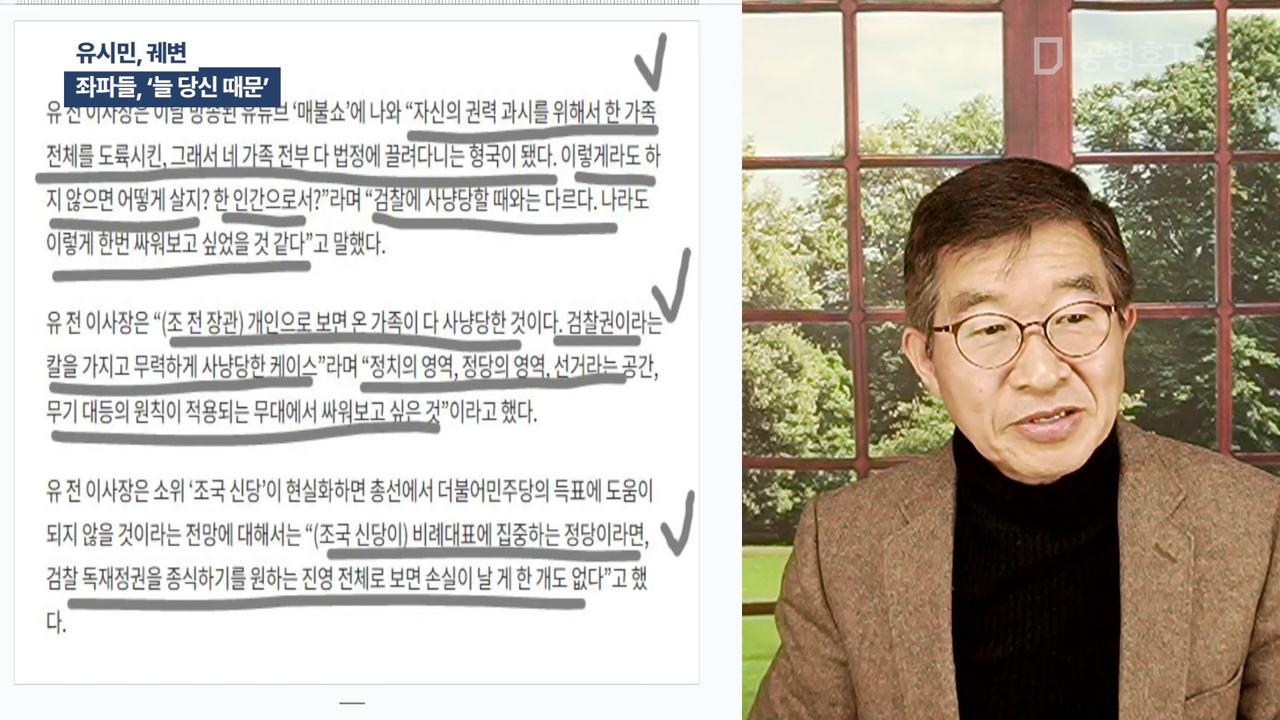 유시민, 궤변
좌파들, ‘늘 당신 때문’
공병호TV
유 전 이사장은 이날 방송된 유튜브 ‘매불쇼’에 나와 “자신의 권력 과시를 위해서 한 가족
전체를 도륙시킨, 그래서 네 가족 전부 다 법정에 끌려다니는 형국이 됐다. 이렇게라도 하
지 않으면 어떻게 살지? 한 인간으로서?”라며 “검찰에 사냥당할 때와는 다르다. 나라도
이렇게 한번 싸워보고 싶었을 것 같다”고 말했다.
유 전 이사장은 “(조 전 장관) 개인으로 보면 온 가족이 다 사냥당한 것이다. 검찰권이라는
칼을 가지고 무력하게 사냥당한 케이스”라며 “정치의 영역, 정당의 영역, 선거라는 공간,
무기 대등의 원칙이 적용되는 무대에서 싸워보고 싶은 것”이라고 했다.
유 전 이사장은 소위 ‘조국 신당’이 현실화하면 총선에서 더불어민주당의 득표에 도움이
되지 않을 것이라는 전망에 대해서는 “(조국 신당이) 비례대표에 집중하는 정당이라면,
검찰 독재정권을 종식하기를 원하는 진영 전체로 보면 손실이 날 게 한 개도 없다”고 했
다.